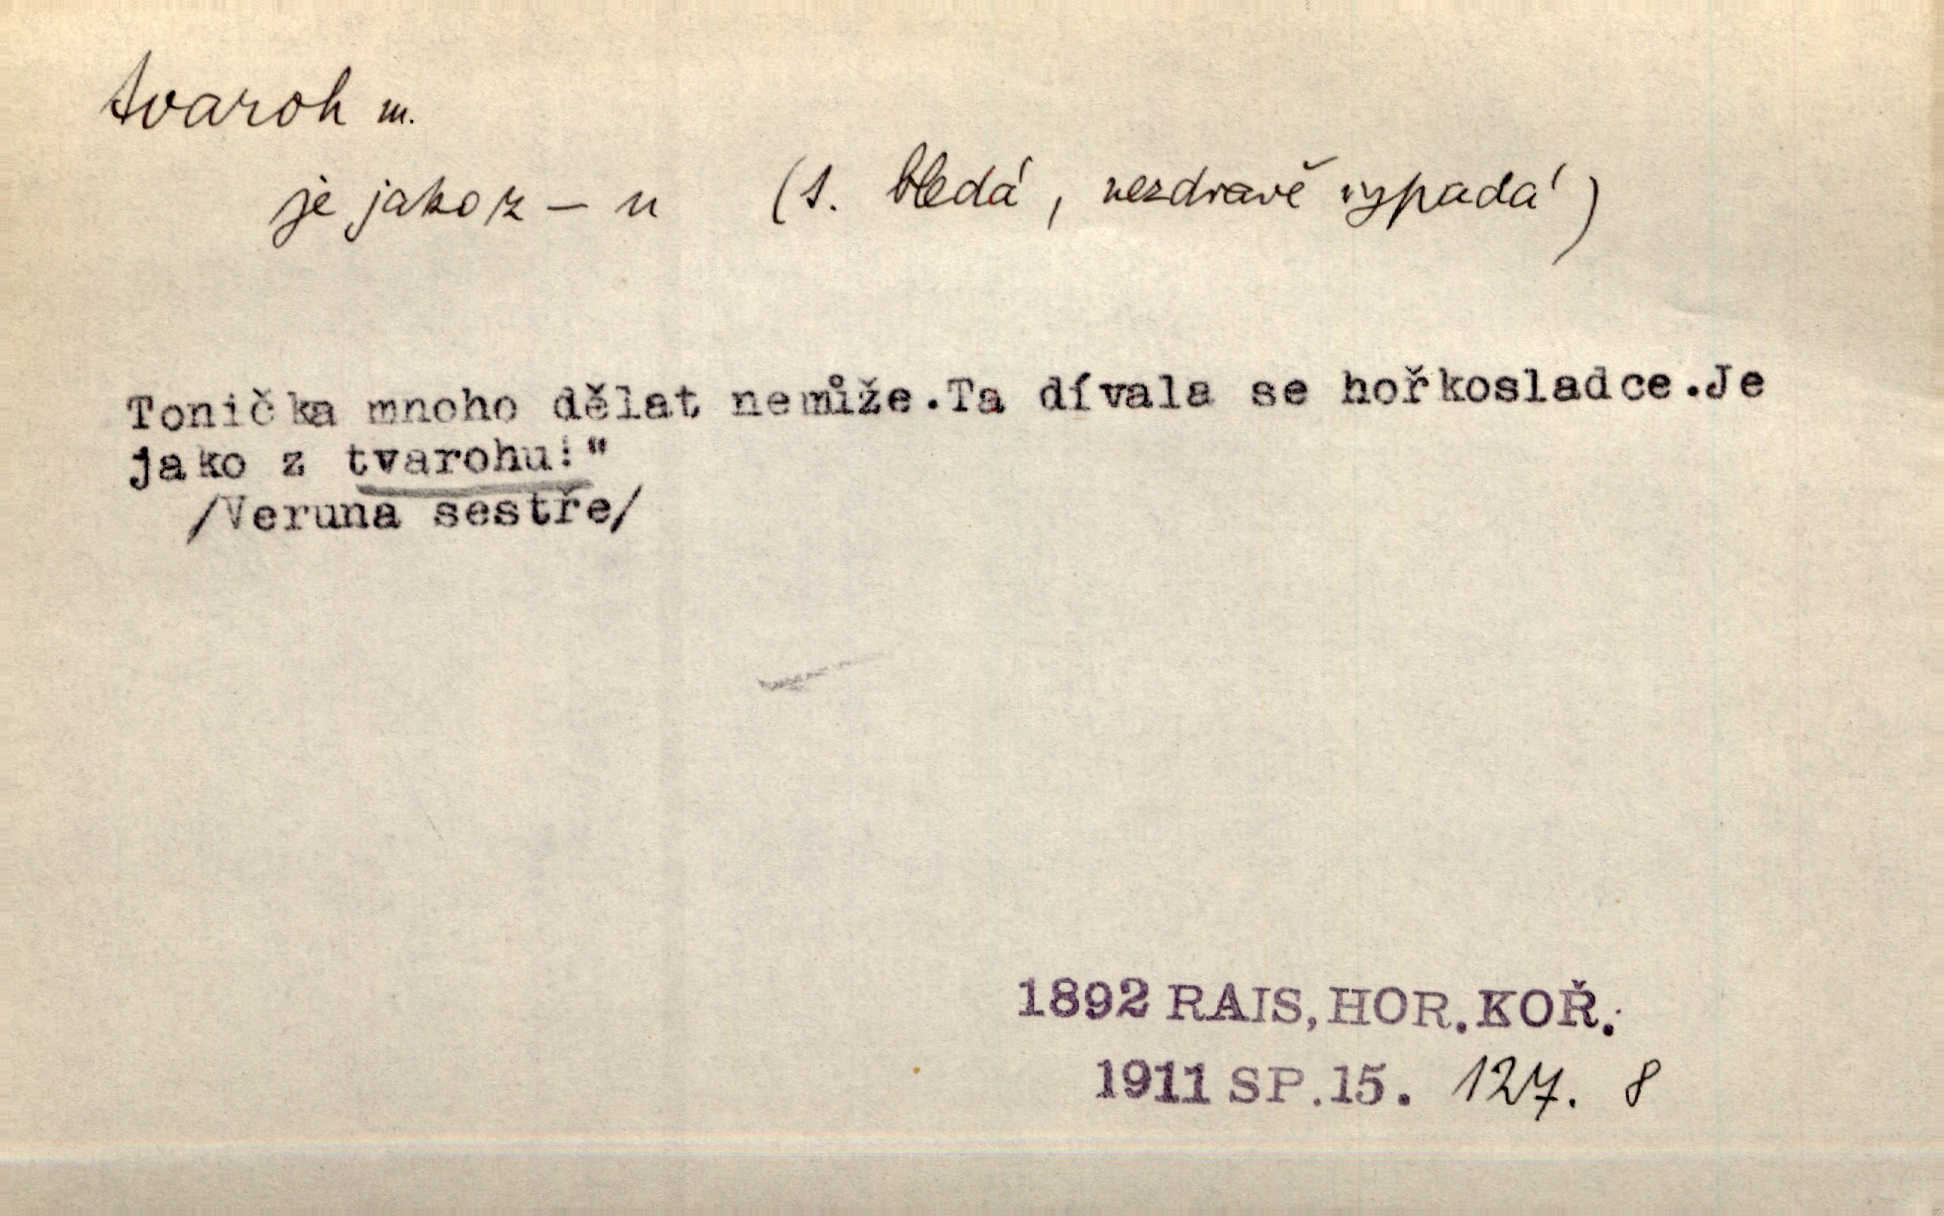 tvaroh m.
je jako z – u (t. bledá, nezdravě vypadá)
Tonička mnoho dělat nemůže.Ta dívala se hořkosladce.Je
jako z tvarohu!"
/Veruna sestře/
1892 RAIS, HOR. KOŘ.
1911 SP. 15. 127. 8